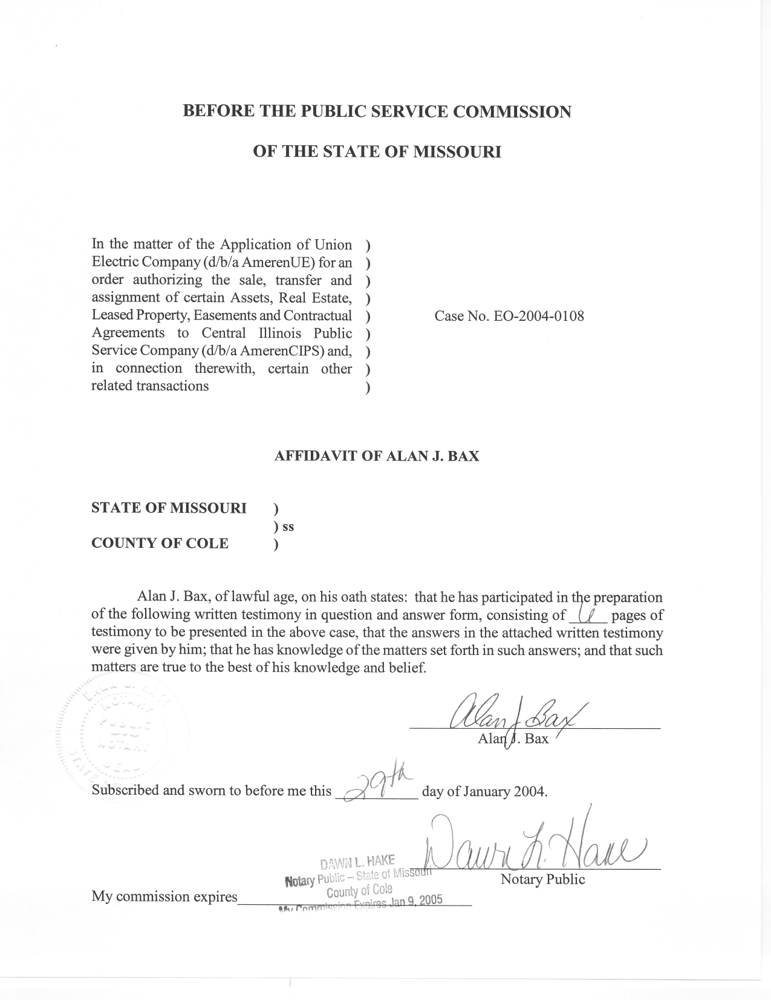 BEFORE THE PUBLIC SERVICE COMMISSION
OF THE STATE OF MISSOURI
In the matter of the Application of Union )
Electric Company (d/b/a AmerenUE) for an )
order authorizing the sale, transfer and )
assignment of certain Assets, Real Estate, )
Leased Property, Easements and Contractual ) Case No. EO-2004-0108
Agreements to Central Illinois Public )
Service Company (d/b/a AmerenCIPS) and, )
in connection therewith, certain other )
related transactions )
AFFIDAVIT OF ALAN J. BAX
STATE OF MISSOURI )
) ss
COUNTY OF COLE )
Alan J. Bax, of lawful age, on his oath states: that he has participated in the preparation
of the following written testimony in question and answer form, consisting of pages of
testimony to be presented in the above case, that the answers in the attached written testimony
were given by him; that he has knowledge of the matters set forth in such answers; and that such
matters are true to the best of his knowledge and belief.
DAWN L. HAKE
NOTARY
PUBLIC
NOTARY
SEAL
STATE
Alan J Bax
Alan J. Bax
Subscribed and sworn to before me this 29th day of January 2004.
Dawn L. Hake
Notary Public
DAWN L. HAKE
Notary Public – State of Missouri
County of Cole
My Commission Expires Jan 9, 2005
My commission expires